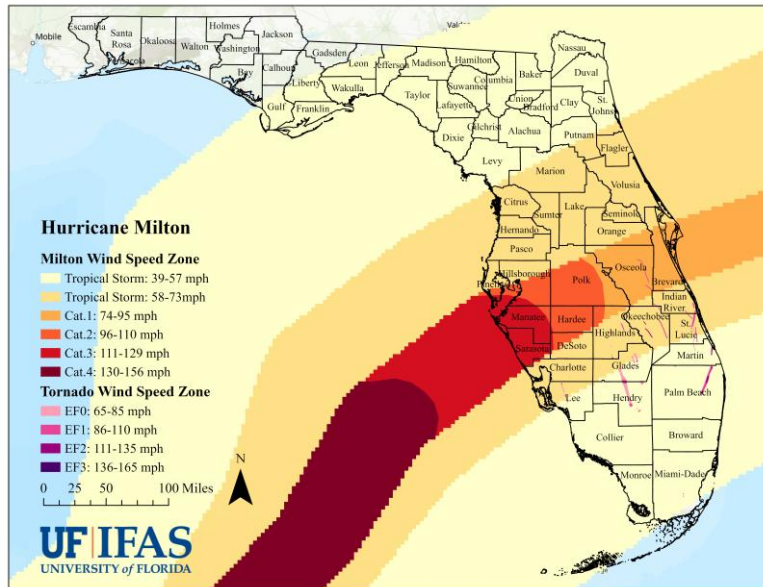 Mobile
Valdosta
Escambia
Santa
Rosa
Okaloosa
Walton
Holmes
Washington
Jackson
Bay
Calhoun
Gadsden
Liberty
Gulf
Franklin
Leon
Wakulla
Jefferson
Madison
Taylor
Hamilton
Suwannee
Lafayette
Columbia
Dixie
Gilchrist
Baker
Union
Bradford
Alachua
Levy
Nassau
Duval
Clay
St.
Johns
Putnam
Flagler
Marion
Volusia
Citrus
Sumter
Lake
Seminole
Hernando
Orange
Pasco
Hillsborough
Pinellas
Polk
Osceola
Brevard
Indian
River
Manatee
Hardee
Highlands
Okeechobee
St.
Lucie
Sarasota
DeSoto
Martin
Charlotte
Glades
Lee
Hendry
Palm Beach
Collier
Broward
Monroe
Miami-Dade
Hurricane Milton
Milton Wind Speed Zone
Tropical Storm: 39-57 mph
Tropical Storm: 58-73mph
Cat.1: 74-95 mph
Cat.2: 96-110 mph
Cat.3: 111-129 mph
Cat.4: 130-156 mph
Tornado Wind Speed Zone
EF0: 65-85 mph
EF1: 86-110 mph
EF2: 111-135 mph
EF3: 136-165 mph
0 25 50 100 Miles
N
UF|IFAS
UNIVERSITY of FLORIDA